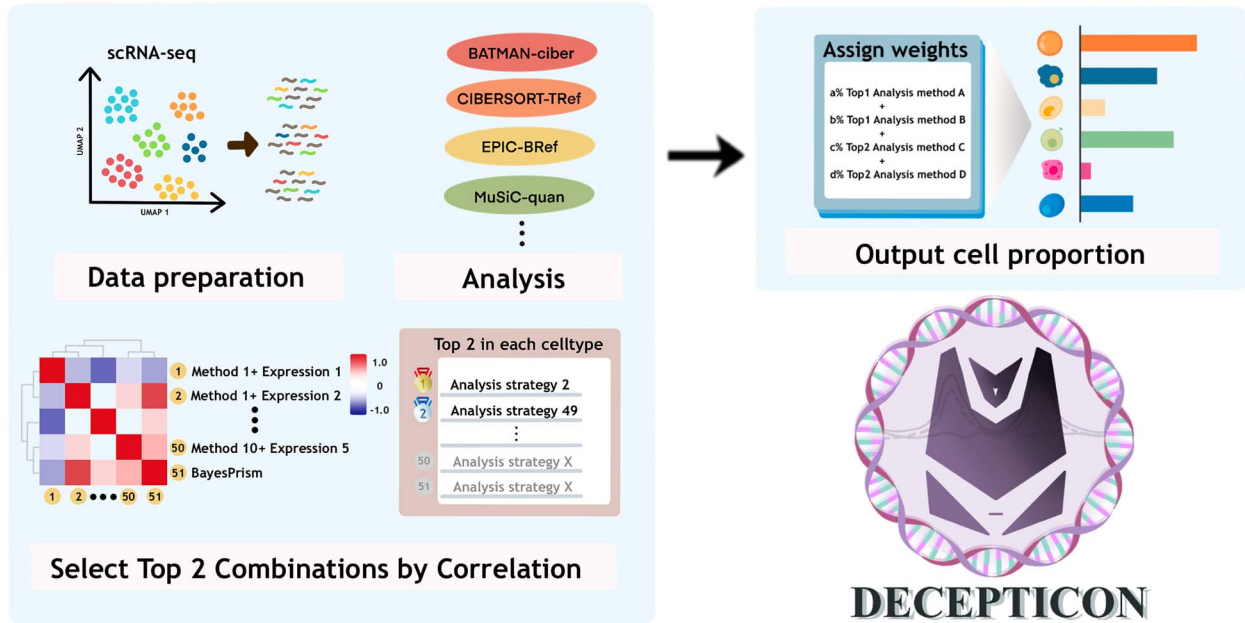 scRNA-seq
UMAP 2
UMAP 1
Data preparation
BATMAN-ciber
CIBERSORT-TRef
EPIC-BRef
MuSiC-quan
Analysis
1 Method 1+ Expression 1
2 Method 1+ Expression 2
50 Method 10+ Expression 5
51 BayesPrism
1.0
0
-1.0
1 2 50 51
Top 2 in each celltype
1 Analysis strategy 2
2 Analysis strategy 49
50 Analysis strategy X
51 Analysis strategy X
Select Top 2 Combinations by Correlation
Assign weights
a% Top1 Analysis method A
+
b% Top1 Analysis method B
+
c% Top2 Analysis method C
+
d% Top2 Analysis method D
Output cell proportion
DECEPTICON